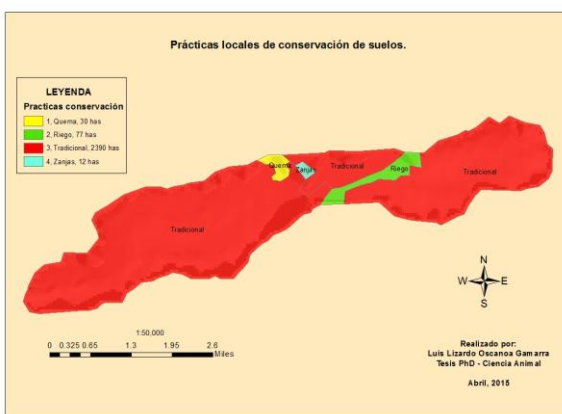 Prácticas locales de conservación de suelos.
LEYENDA
Practicas conservación
1, Quema, 30 has
2, Riego, 77 has
3, Tradicional, 2390 has
4, Zanjas, 12 has
Quema
Zanjas
Tradicional
Riego
Tradicional
Tradicional
N
W E
S
1:50,000
0 0.325 0.65 1.3 1.95 2.6
Miles
Realizado por:
Luis Lizardo Oscanoa Gamarra
Tesis PhD - Ciencia Animal
Abril, 2015